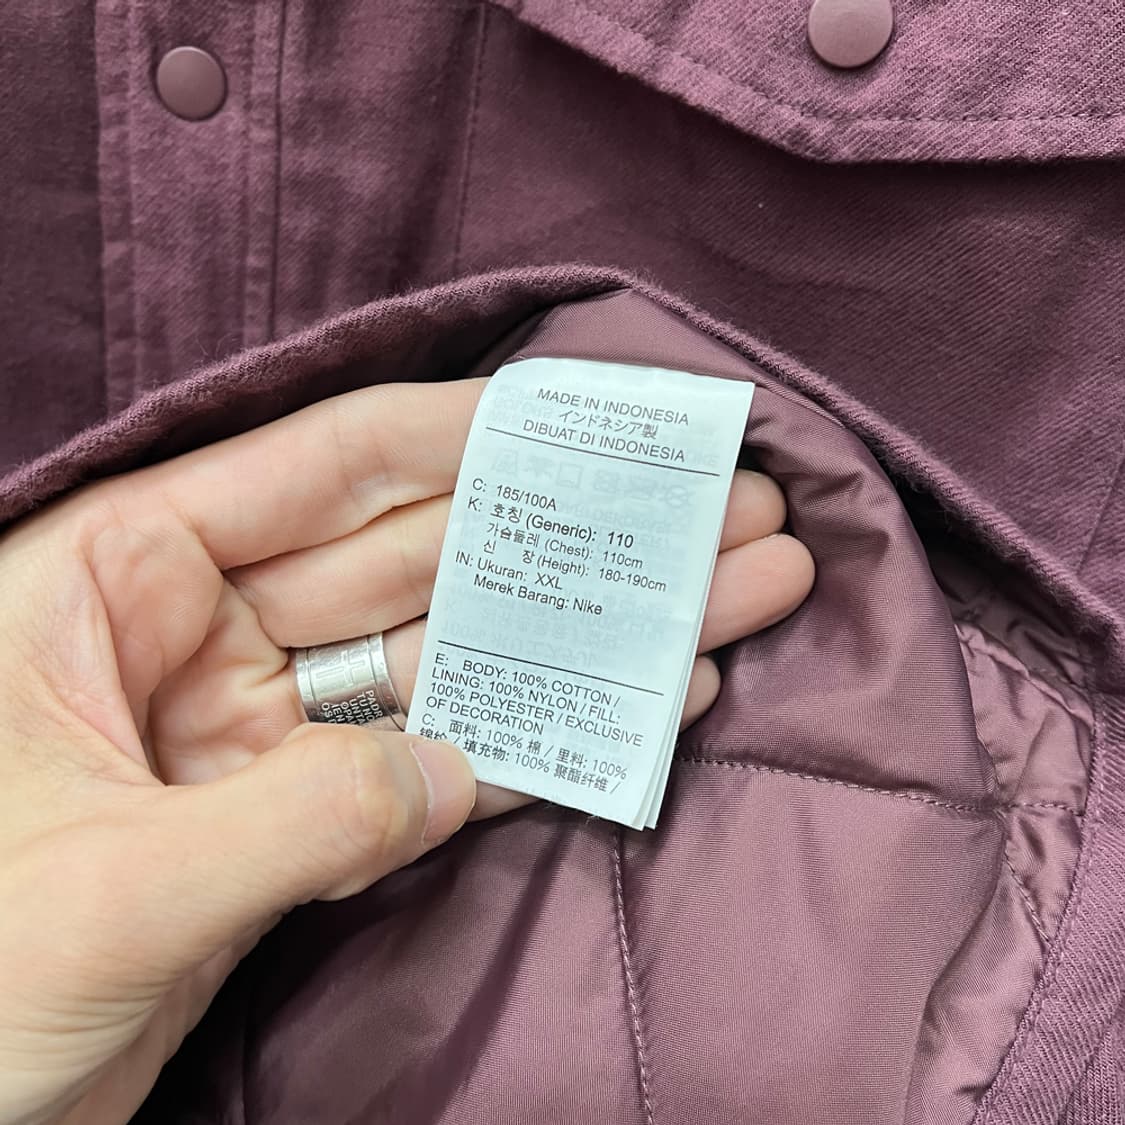 MADE IN INDONESIA
インドネシア製
DIBUAT DI INDONESIA
C: 185/100A
K: 호칭 (Generic): 110
가슴둘레 (Chest): 110cm
신 장 (Height): 180-190cm
IN: Ukuran: XXL
Merek Barang: Nike
E: BODY: 100% COTTON /
LINING: 100% NYLON / FILL:
100% POLYESTER / EXCLUSIVE
OF DECORATION
C: 面料: 100% 棉 / 里料: 100%
锦纶 / 填充物: 100% 聚酯纤维 /
PADR
TU NO